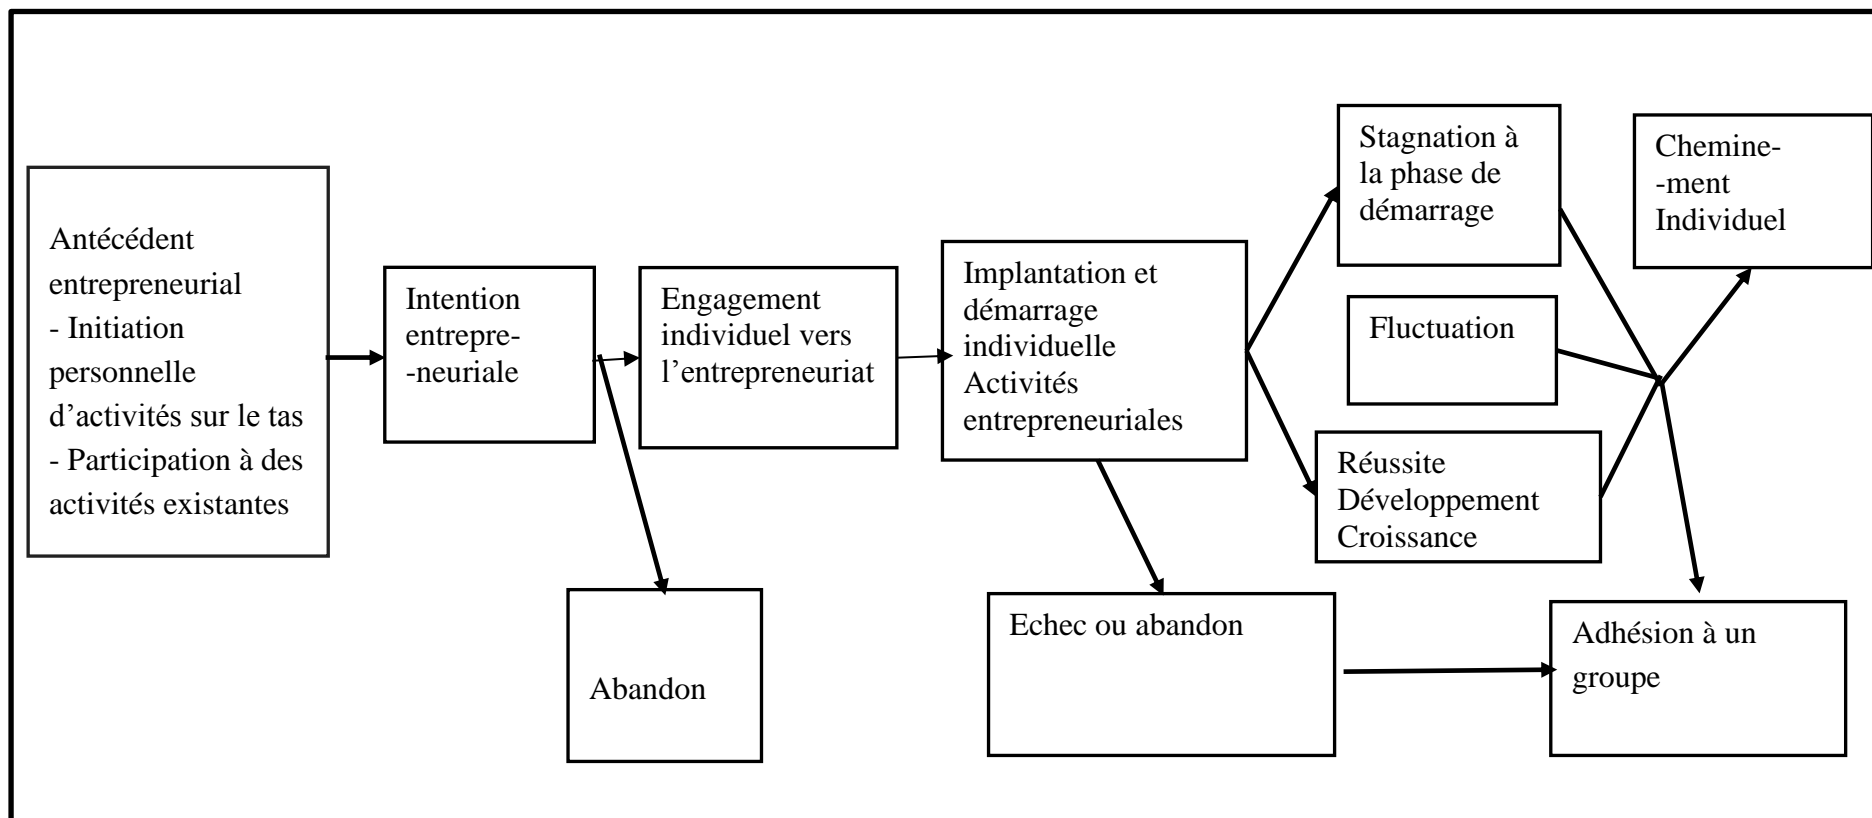 Antécédent
entrepreneurial
- Initiation
personnelle
d’activités sur le tas
- Participation à des
activités existantes
Intention
entrepre-
-neuriale
Engagement
individuel vers
l’entrepreneuriat
Implantation et
démarrage
individuelle
Activités
entrepreneuriales
Stagnation à
la phase de
démarrage
Fluctuation
Réussite
Développement
Croissance
Chemine-
-ment
Individuel
Abandon
Echec ou abandon
Adhésion à un
groupe